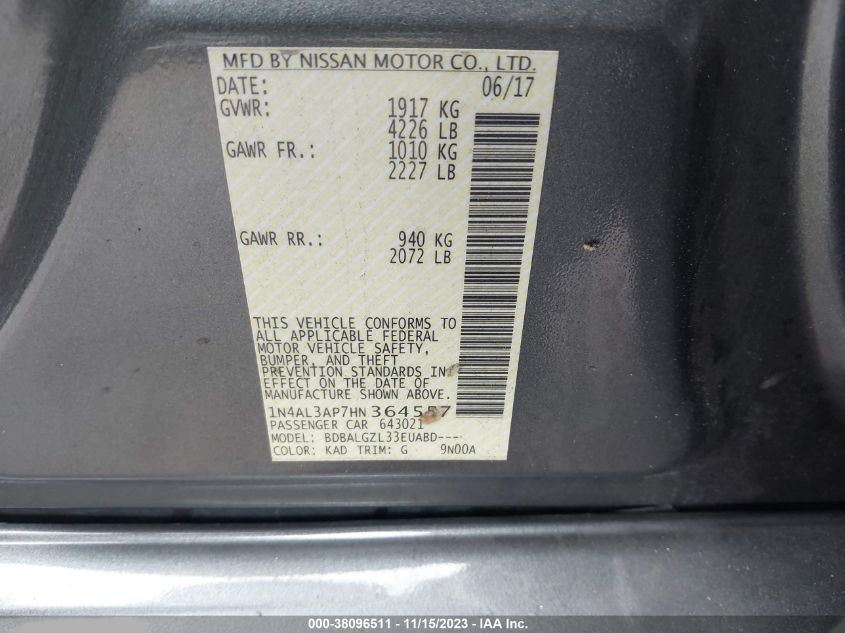 MFD BY NISSAN MOTOR CO., LTD.
DATE: 06/17
GVWR: 1917 KG
4226 LB
GAWR FR.: 1010 KG
2227 LB
GAWR RR.: 940 KG
2072 LB
THIS VEHICLE CONFORMS TO
ALL APPLICABLE FEDERAL
MOTOR VEHICLE SAFETY,
BUMPER, AND THEFT
PREVENTION STANDARDS IN
EFFECT ON THE DATE OF
MANUFACTURE SHOWN ABOVE.
1N4AL3AP7HN 364557
PASSENGER CAR 643021
MODEL: BDBALGZL33EUABD----
COLOR: KAD TRIM: G 9N00A
000-38096511 - 11/15/2023 - © IAA Inc.